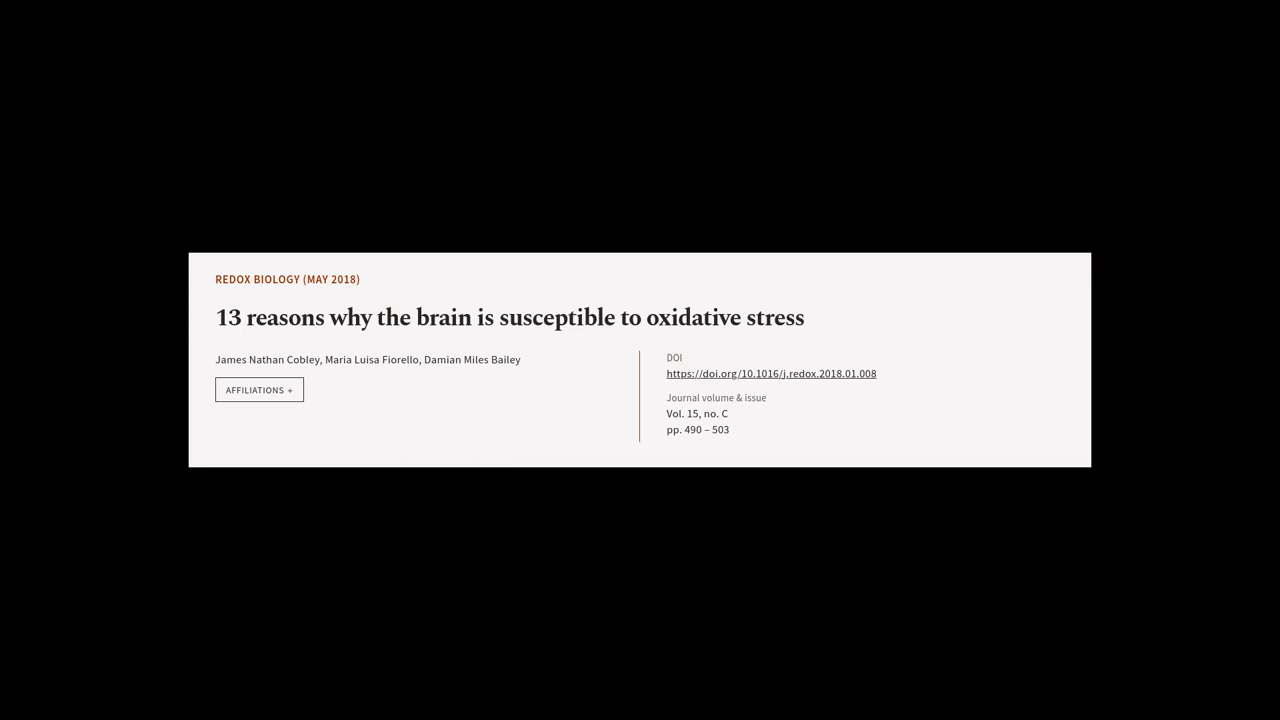 REDOX BIOLOGY (MAY 2018)
13 reasons why the brain is susceptible to oxidative stress
James Nathan Cobley, Maria Luisa Fiorello, Damian Miles Bailey
AFFILIATIONS +
DOI
https://doi.org/10.1016/j.redox.2018.01.008
Journal volume & issue
Vol. 15, no. C
pp. 490 – 503